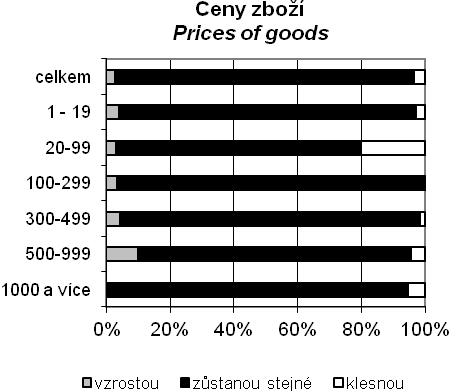 Ceny zboží
Prices of goods
celkem
1 - 19
20-99
100-299
300-499
500-999
1000 a více
0% 20% 40% 60% 80% 100%
vzrostou zůstanou stejné klesnou